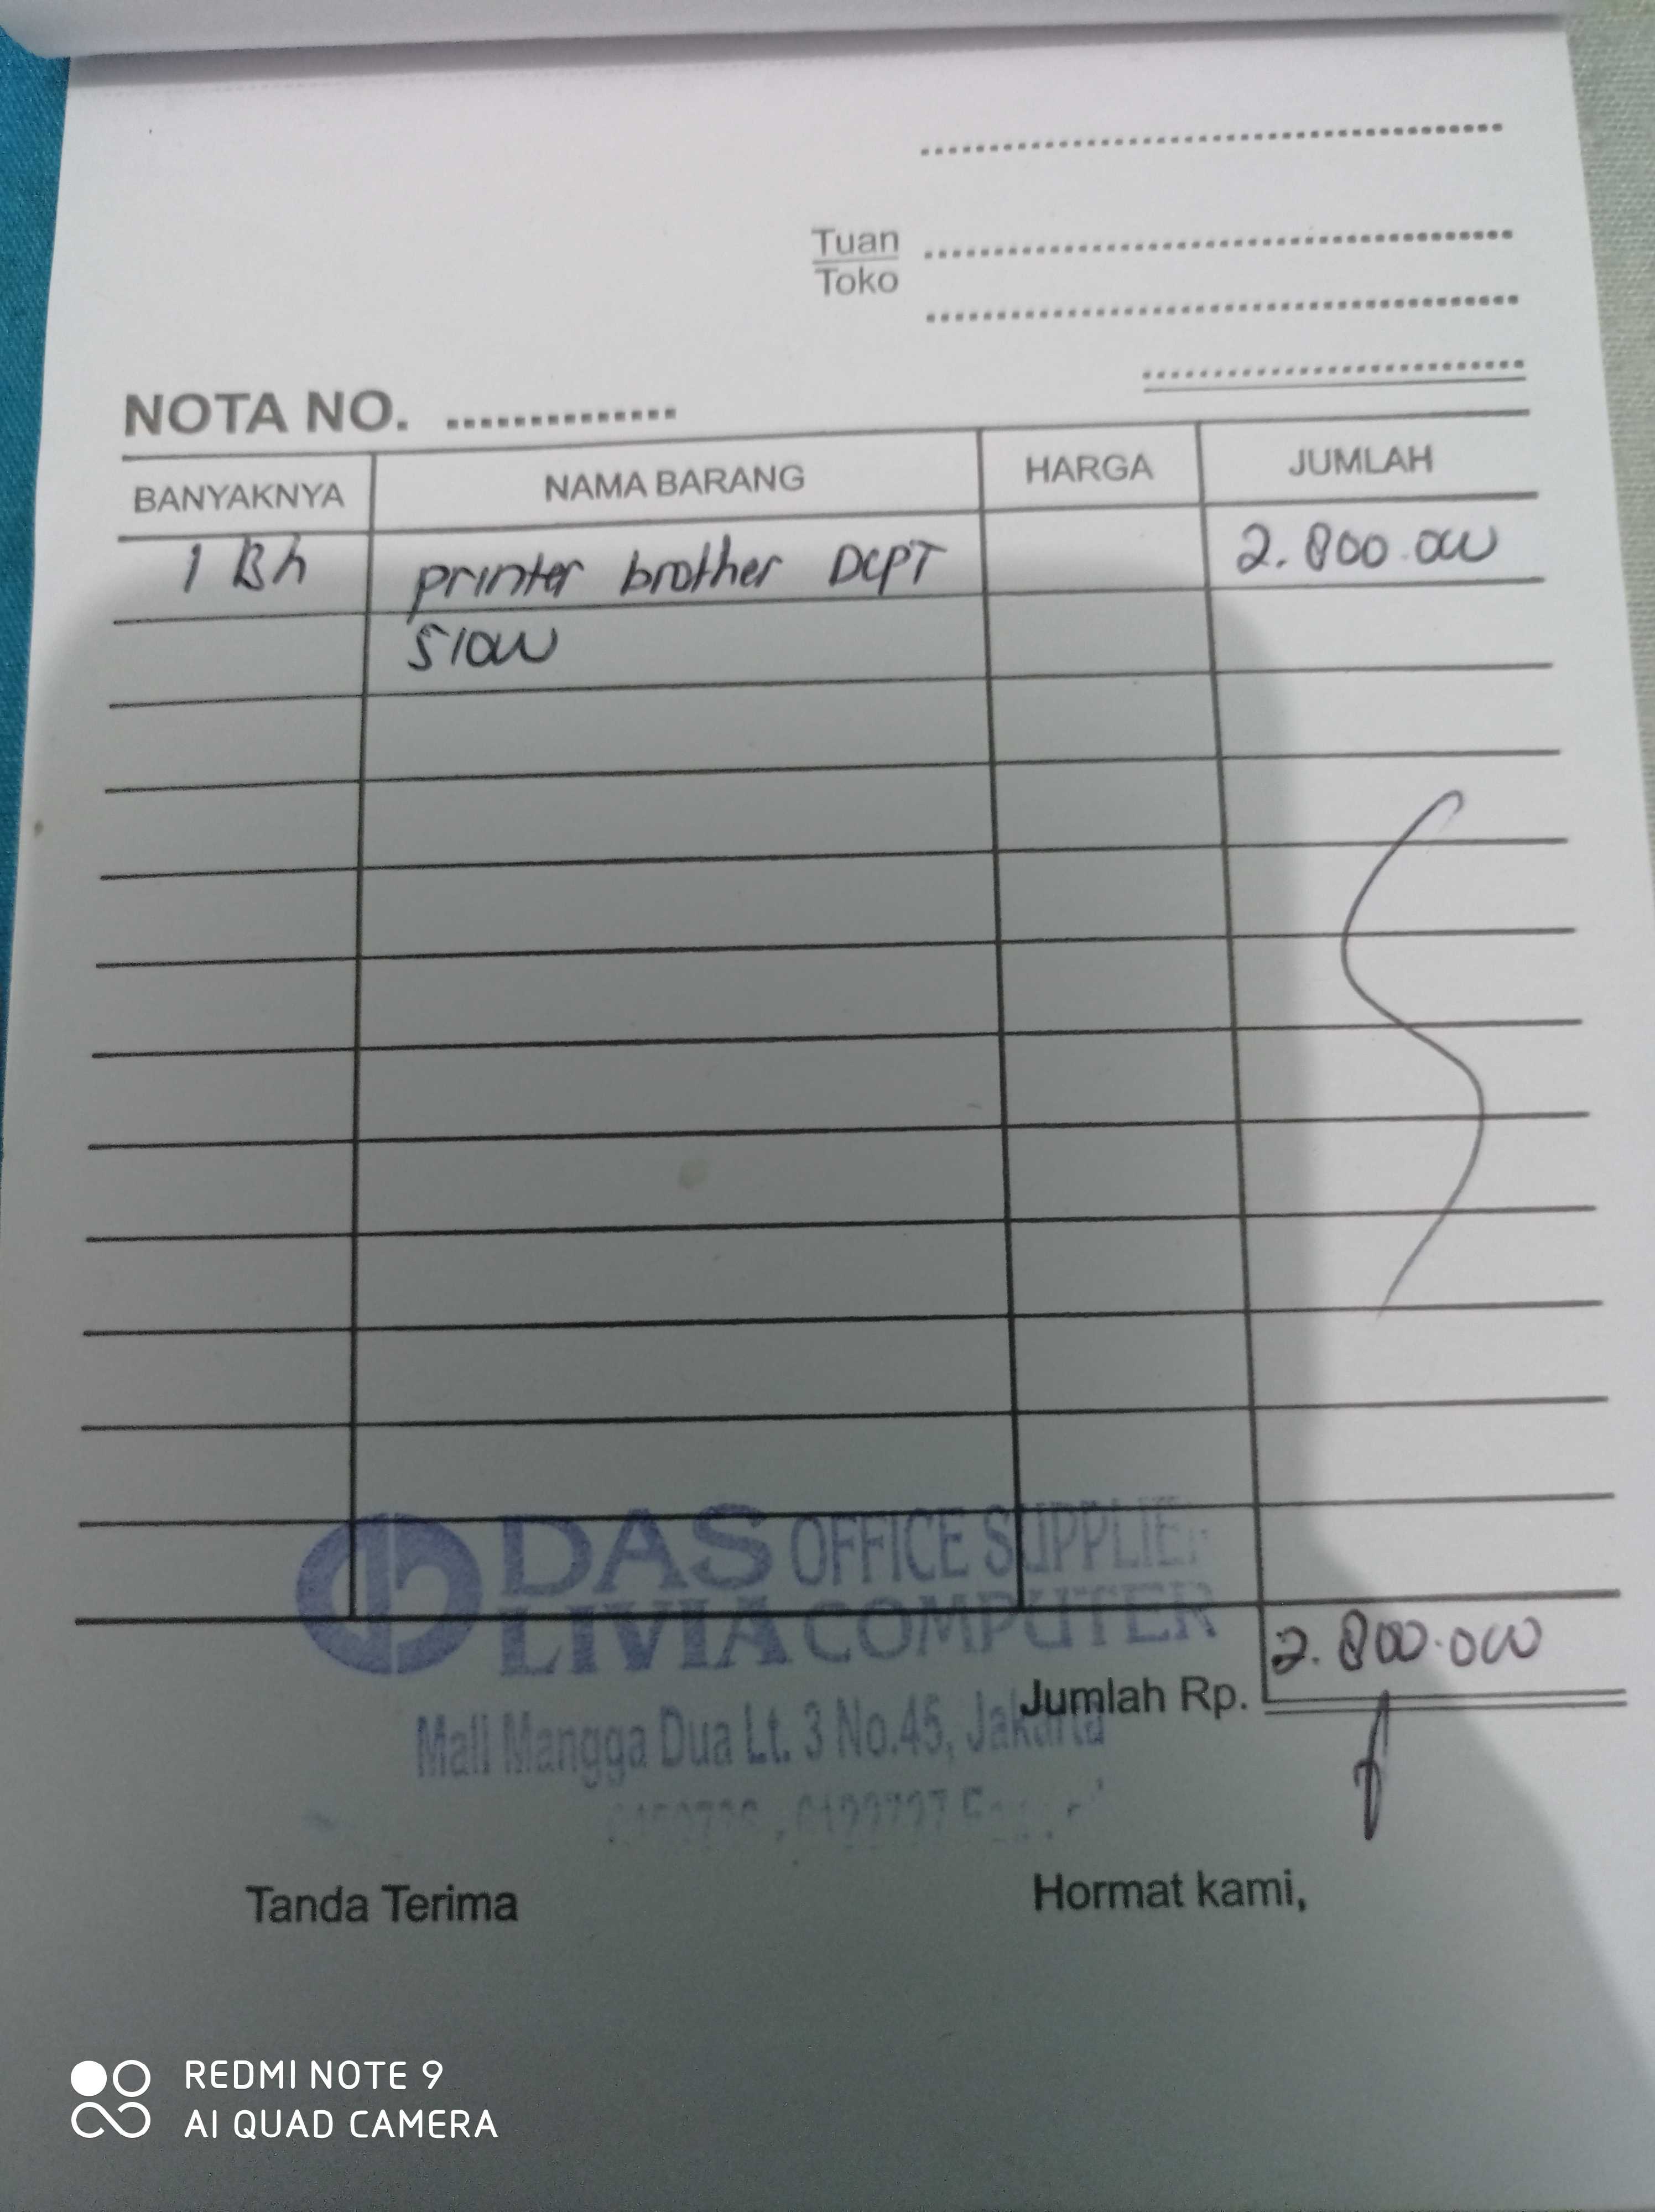 Tuan
Toko
NOTA NO.
BANYAKNYA NAMA BARANG HARGA JUMLAH
1 Bh printer brother DCPT 2.800.000
510W
DAS OFFICE SUPPLIES
LIVIA COMPUTER
2.800.000
Jumlah Rp.
Mall Mangga Dua Lt. 3 No.45, Jakarta
Tanda Terima Hormat kami,
REDMI NOTE 9
AI QUAD CAMERA